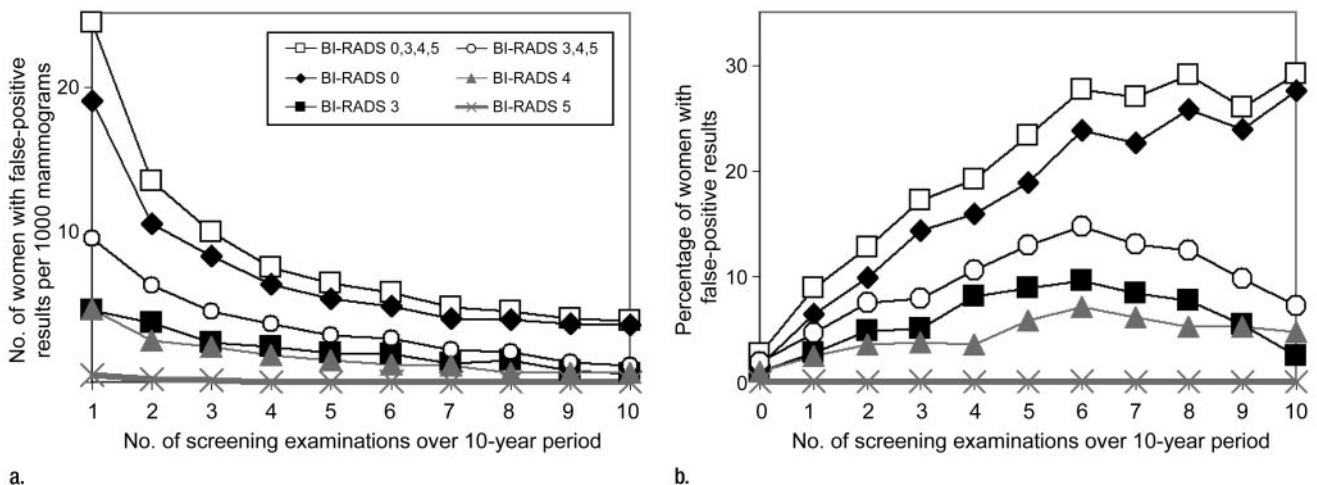 No. of women with false-positive
results per 1000 mammograms
20
10
BI-RADS 0,3,4,5
BI-RADS 3,4,5
BI-RADS 0
BI-RADS 4
BI-RADS 3
BI-RADS 5
1 2 3 4 5 6 7 8 9 10
No. of screening examinations over 10-year period
a.
Percentage of women with
false-positive results
30
20
10
0
0 1 2 3 4 5 6 7 8 9 10
No. of screening examinations over 10-year period
b.